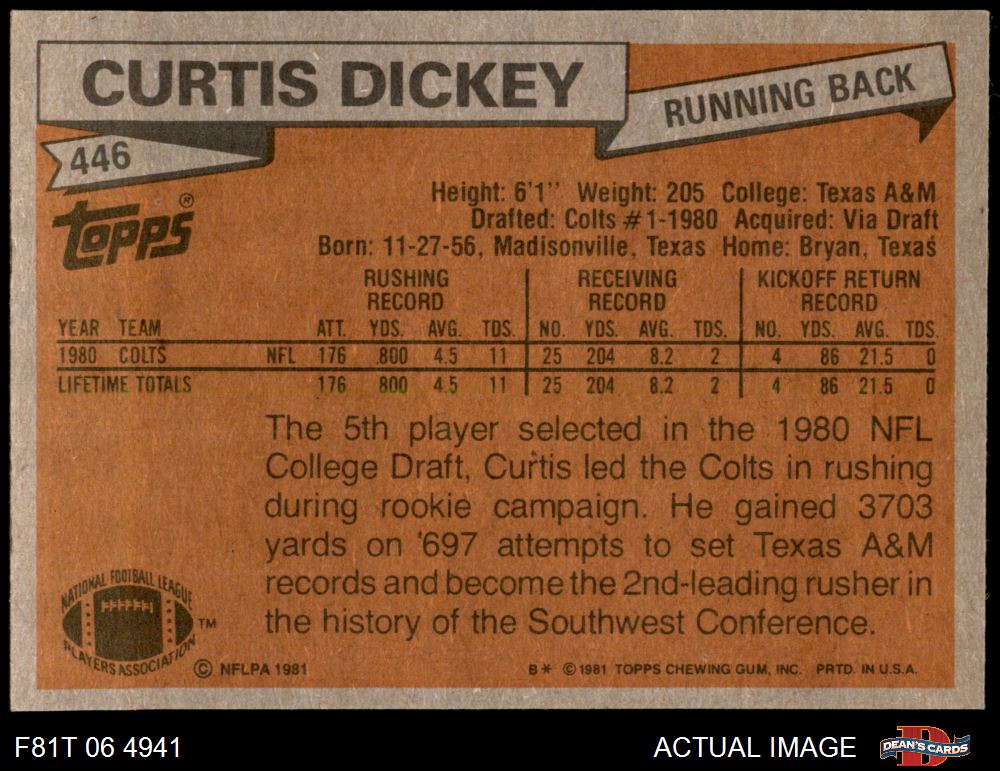 CURTIS DICKEY
RUNNING BACK
446
Topps®
Height: 6'1'' Weight: 205 College: Texas A&M
Drafted: Colts #1-1980 Acquired: Via Draft
Born: 11-27-56, Madisonville, Texas Home: Bryan, Texas
RUSHING RECORD RECEIVING RECORD KICKOFF RETURN RECORD
YEAR TEAM ATT. YDS. AVG. TDS. NO. YDS. AVG. TDS. NO. YDS. AVG. TDS.
1980 COLTS NFL 176 800 4.5 11 25 204 8.2 2 4 86 21.5 0
LIFETIME TOTALS 176 800 4.5 11 25 204 8.2 2 4 86 21.5 0
The 5th player selected in the 1980 NFL
College Draft, Curtis led the Colts in rushing
during rookie campaign. He gained 3703
yards on '697 attempts to set Texas A&M
records and become the 2nd-leading rusher in
the history of the Southwest Conference.
NATIONAL FOOTBALL LEAGUE
PLAYERS ASSOCIATION
TM
© NFLPA 1981
B* © 1981 TOPPS CHEWING GUM, INC. PRTD. IN U.S.A.
F81T 06 4941
ACTUAL IMAGE
DEAN'S CARDS